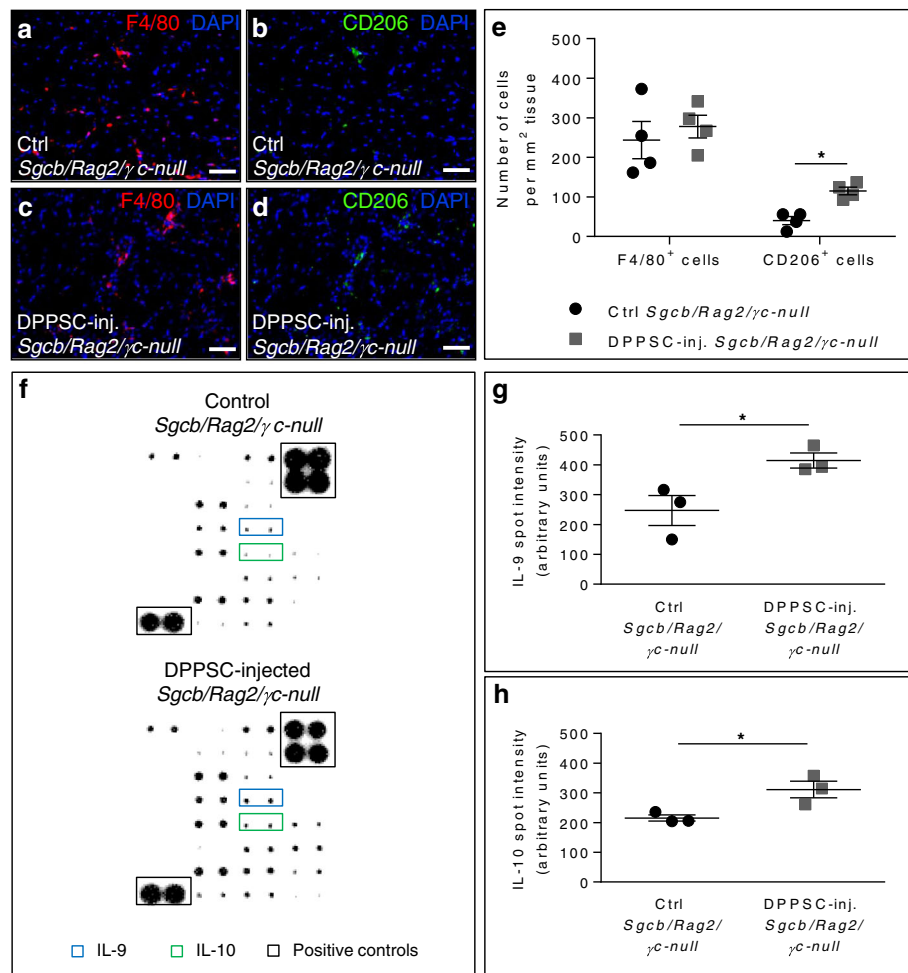 a
F4/80 DAPI
Ctrl
Sgcb/Rag2/γ c-null
b
CD206 DAPI
Ctrl
Sgcb/Rag2/γ c-null
c
F4/80 DAPI
DPPSC-inj.
Sgcb/Rag2/γc-null
d
CD206 DAPI
DPPSC-inj.
Sgcb/Rag2/γc-null
e
Number of cells
per mm² tissue
500
400
300
200
100
0
*
F4/80⁺ cells
CD206⁺ cells
Ctrl Sgcb/Rag2/γc-null
DPPSC-inj. Sgcb/Rag2/γc-null
f
Control
Sgcb/Rag2/γ c-null
DPPSC-injected
Sgcb/Rag2/γc-null
IL-9
IL-10
Positive controls
g
IL-9 spot intensity
(arbitrary units)
500
400
300
200
100
0
*
Ctrl
Sgcb/Rag2/
γc-null
DPPSC-inj.
Sgcb/Rag2/
γc-null
h
IL-10 spot intensity
(arbitrary units)
500
400
300
200
100
0
*
Ctrl
Sgcb/Rag2/
γc-null
DPPSC-inj.
Sgcb/Rag2/
γc-null